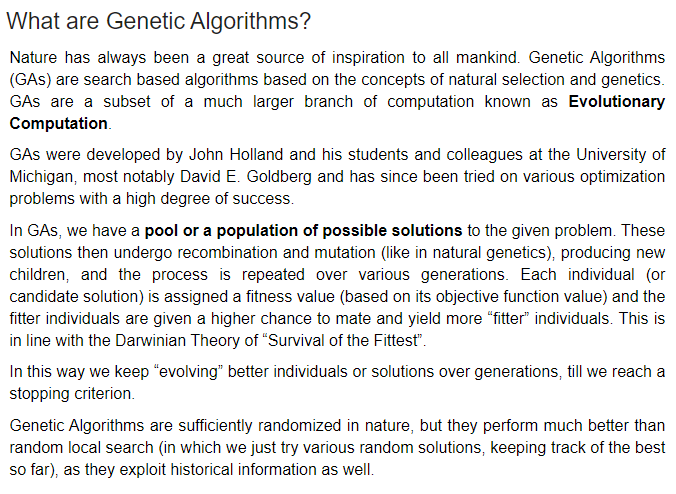 What are Genetic Algorithms?
Nature has always been a great source of inspiration to all mankind. Genetic Algorithms
(GAs) are search based algorithms based on the concepts of natural selection and genetics.
GAs are a subset of a much larger branch of computation known as Evolutionary
Computation.
GAs were developed by John Holland and his students and colleagues at the University of
Michigan, most notably David E. Goldberg and has since been tried on various optimization
problems with a high degree of success.
In GAs, we have a pool or a population of possible solutions to the given problem. These
solutions then undergo recombination and mutation (like in natural genetics), producing new
children, and the process is repeated over various generations. Each individual (or
candidate solution) is assigned a fitness value (based on its objective function value) and the
fitter individuals are given a higher chance to mate and yield more “fitter” individuals. This is
in line with the Darwinian Theory of “Survival of the Fittest”.
In this way we keep “evolving” better individuals or solutions over generations, till we reach a
stopping criterion.
Genetic Algorithms are sufficiently randomized in nature, but they perform much better than
random local search (in which we just try various random solutions, keeping track of the best
so far), as they exploit historical information as well.